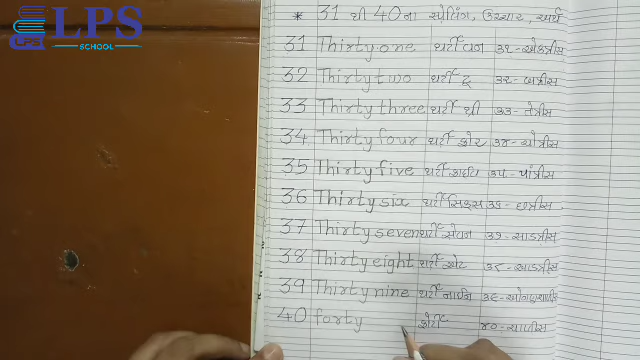 LPS
LPS
SCHOOL
* 31 થી 40 ના સ્પેલિંગ, ઉચ્ચાર, અર્થ
31 Thirty one થર્ટી વન ૩૧-એકત્રીસ
32 Thirty two થર્ટી ટુ ૩૨-બત્રીસ
33 Thirty three થર્ટી થ્રી ૩૩-તેત્રીસ
34 Thirty four થર્ટી ફોર ૩૪-ચોત્રીસ
35 Thirty five થર્ટી ફાઈવ ૩૫-પાંત્રીસ
36 Thirty six થર્ટી સિક્સ ૩૬-છત્રીસ
37 Thirty seven થર્ટી સેવન ૩૭-સાડત્રીસ
38 Thirty eight થર્ટી એટ ૩૮-આડત્રીસ
39 Thirty nine થર્ટી નાઈન ૩૯-ઓગણચાળીસ
40 forty ફોર્ટી ૪૦-ચાળીસ